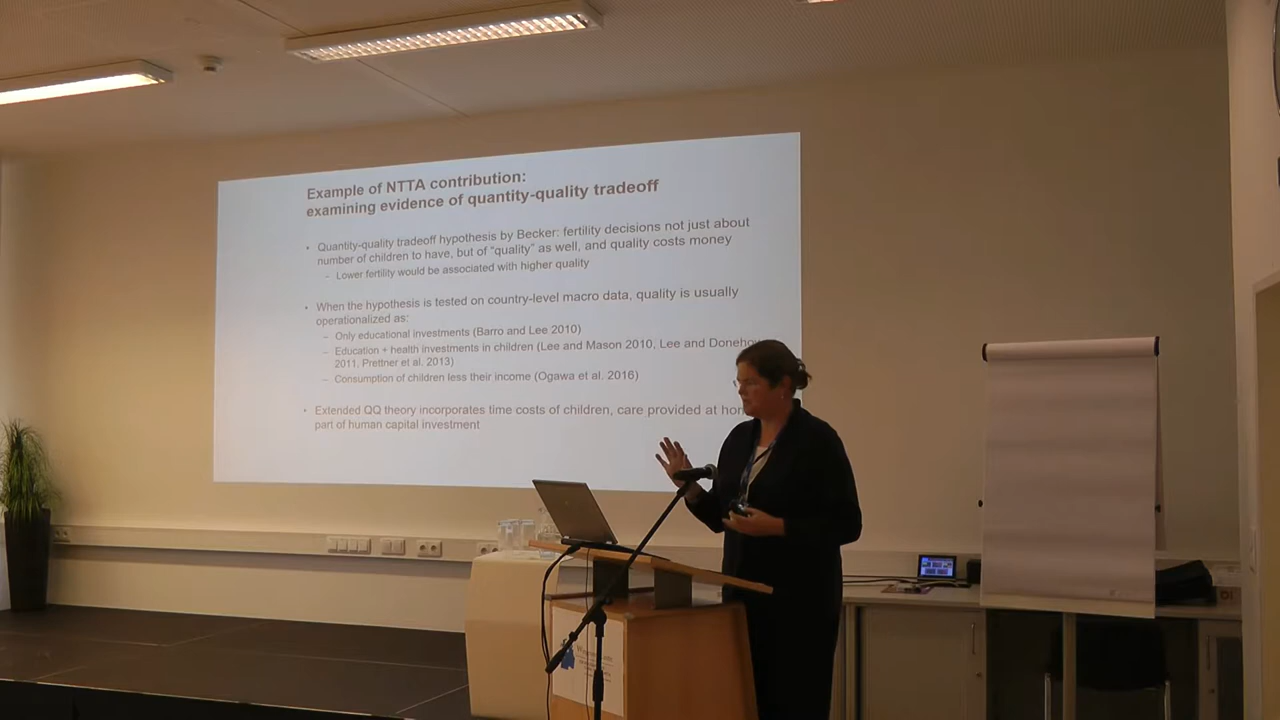 Example of NTTA contribution:
examining evidence of quantity-quality tradeoff
• Quantity-quality tradeoff hypothesis by Becker: fertility decisions not just about
number of children to have, but of "quality" as well, and quality costs money
– Lower fertility would be associated with higher quality
• When the hypothesis is tested on country-level macro data, quality is usually
operationalized as:
– Only educational investments (Barro and Lee 2010)
– Education + health investments in children (Lee and Mason 2010, Lee and Doneho
2011, Prettner et al. 2013)
– Consumption of children less their income (Ogawa et al. 2016)
• Extended QQ theory incorporates time costs of children, care provided at hom
part of human capital investment